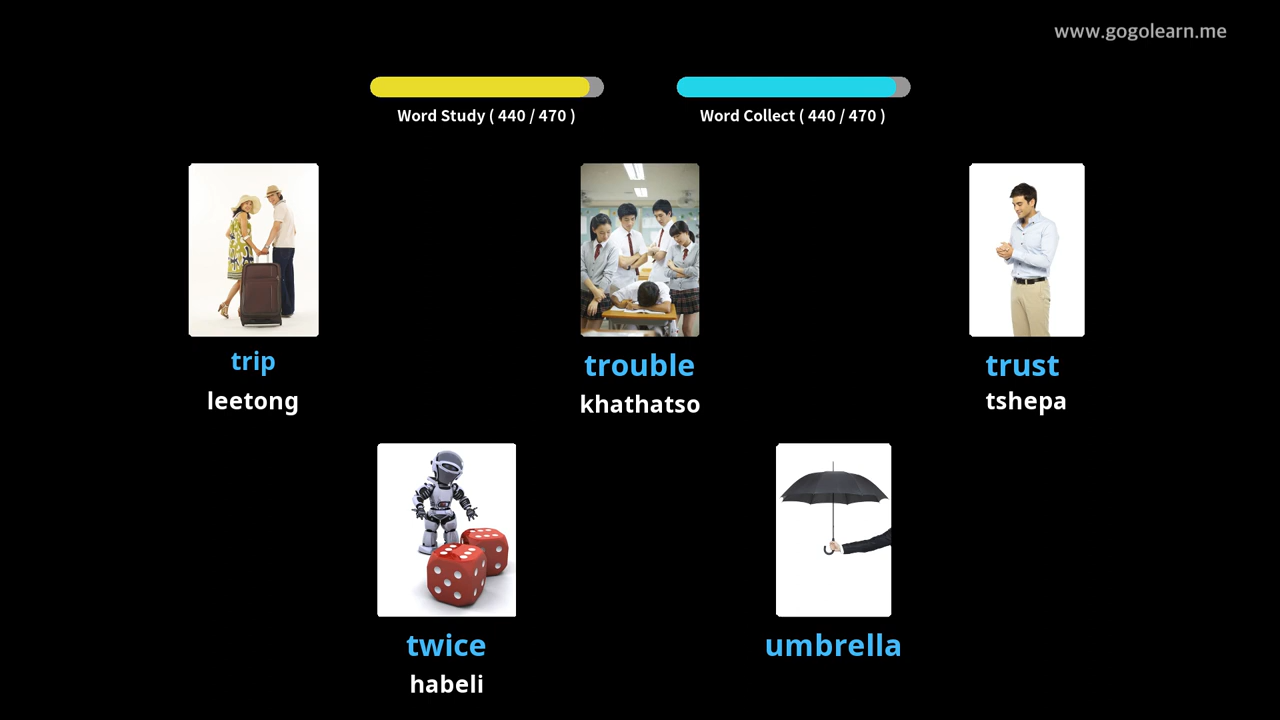 www.gogolearn.me
Word Study ( 440 / 470 )
Word Collect ( 440 / 470 )
trip
leetong
trouble
khathatso
trust
tshepa
twice
habeli
umbrella